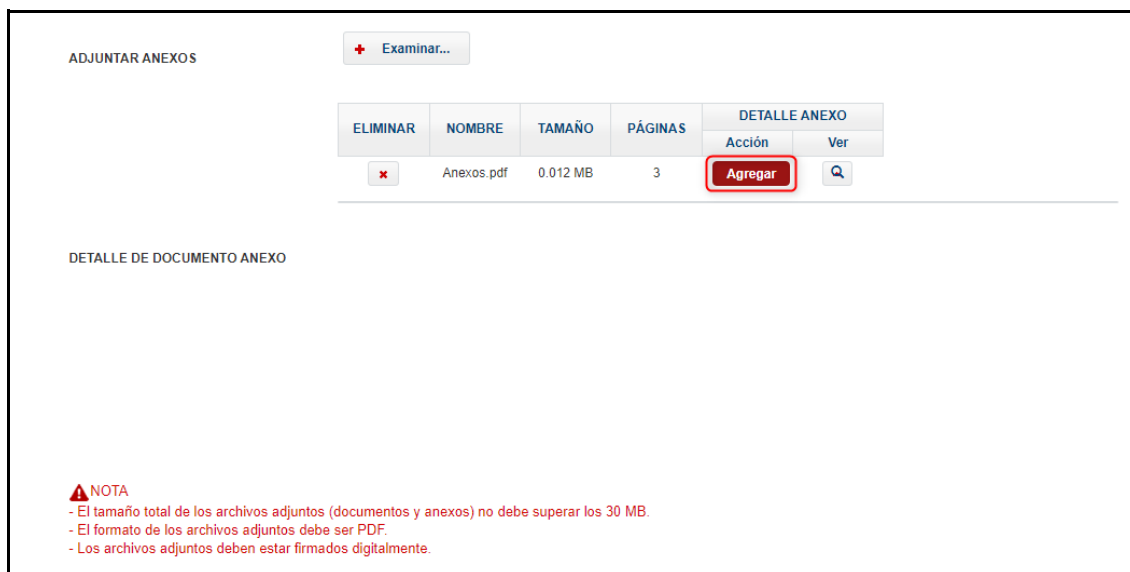 ADJUNTAR ANEXOS
Examinar...
ELIMINAR NOMBRE TAMAÑO PÁGINAS DETALLE ANEXO
Acción Ver
Anexos.pdf 0.012 MB 3 Agregar
DETALLE DE DOCUMENTO ANEXO
NOTA
- El tamaño total de los archivos adjuntos (documentos y anexos) no debe superar los 30 MB.
- El formato de los archivos adjuntos debe ser PDF.
- Los archivos adjuntos deben estar firmados digitalmente.